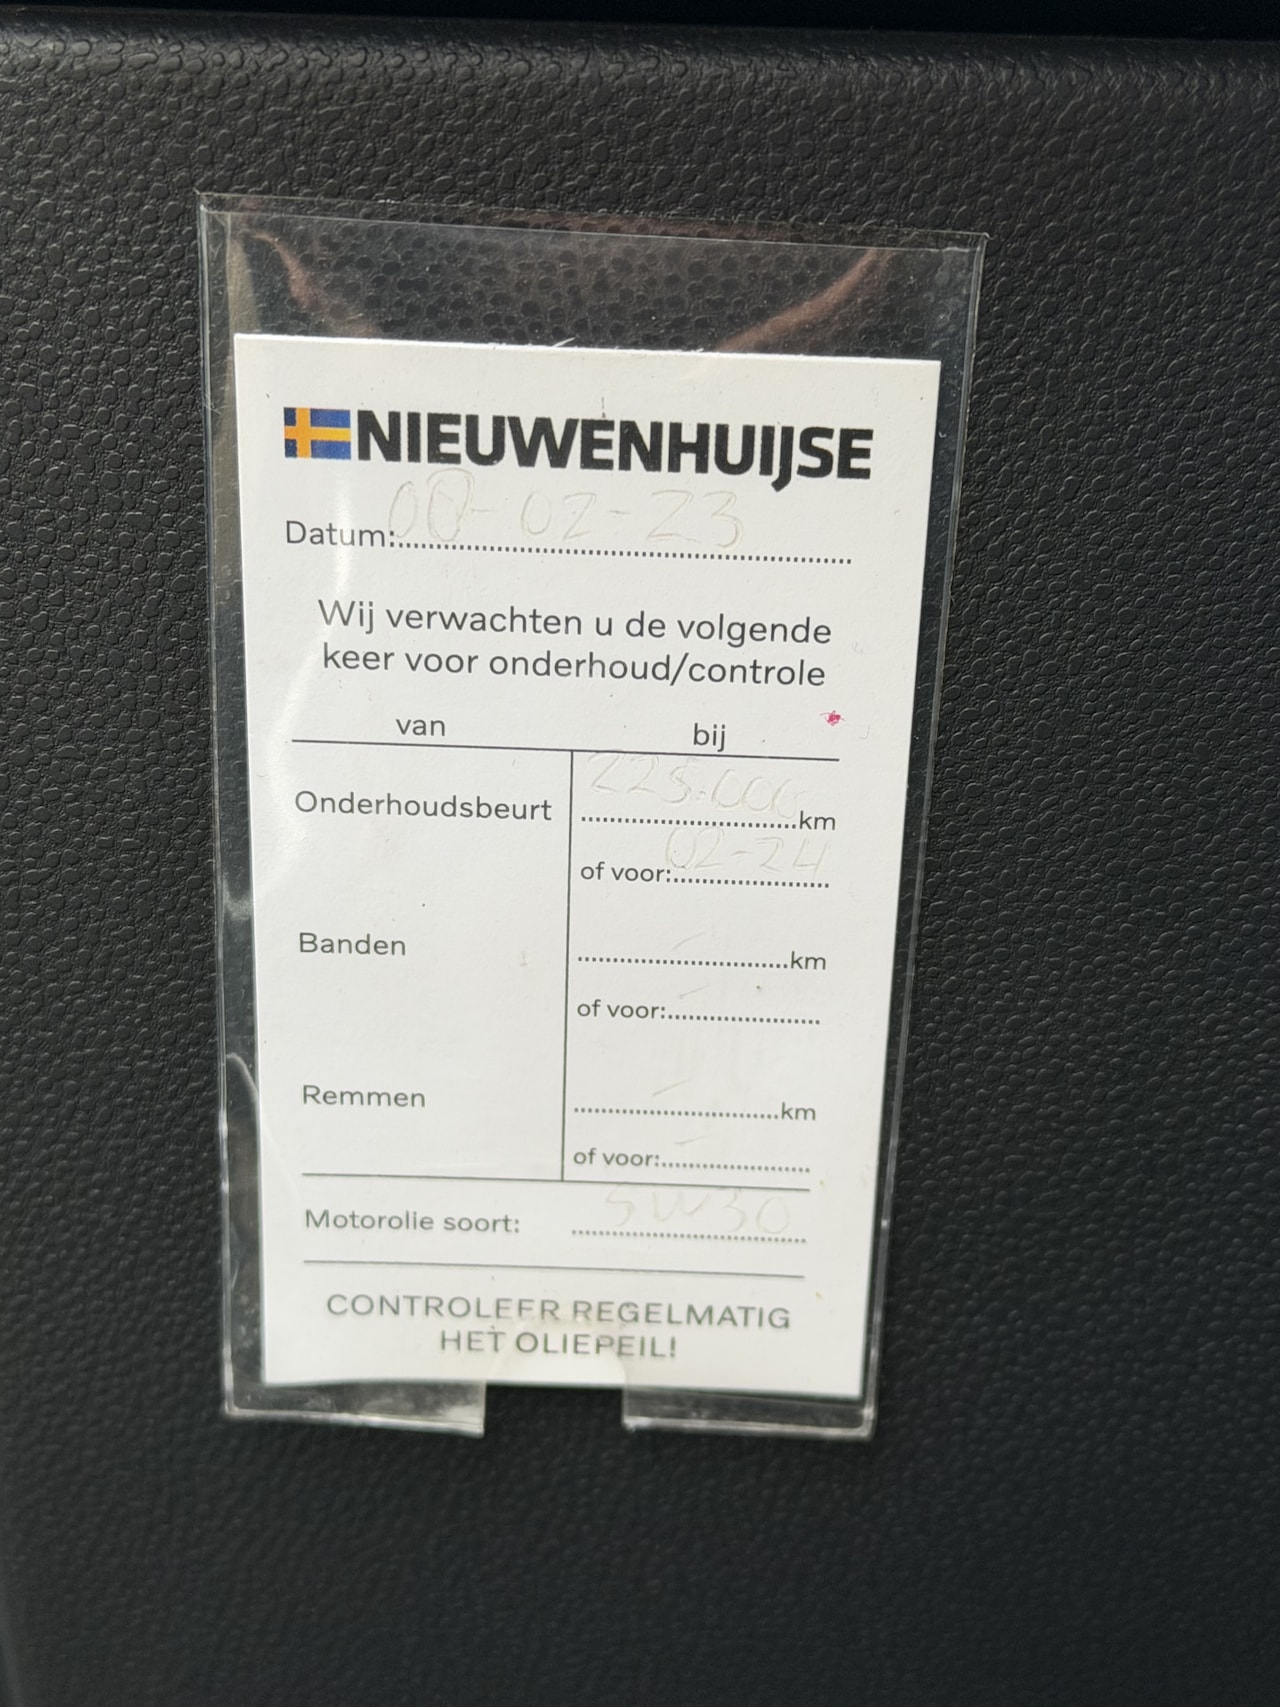 NIEUWENHUIJSE
Datum: -02-23
Wij verwachten u de volgende
keer voor onderhoud/controle
van bij
Onderhoudsbeurt 225.000 km
of voor: 02-24
Banden - km
of voor: -
Remmen - km
of voor: -
Motorolie soort: 5W30
CONTROLEER REGELMATIG
HET OLIEPEIL!